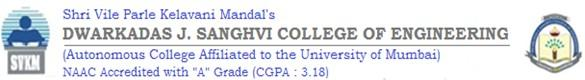 Shri Vile Parle Kelavani Mandal's
DWARKADAS J. SANGHVI COLLEGE OF ENGINEERING
(Autonomous College Affiliated to the University of Mumbai)
NAAC Accredited with "A" Grade (CGPA : 3.18)
SVKM